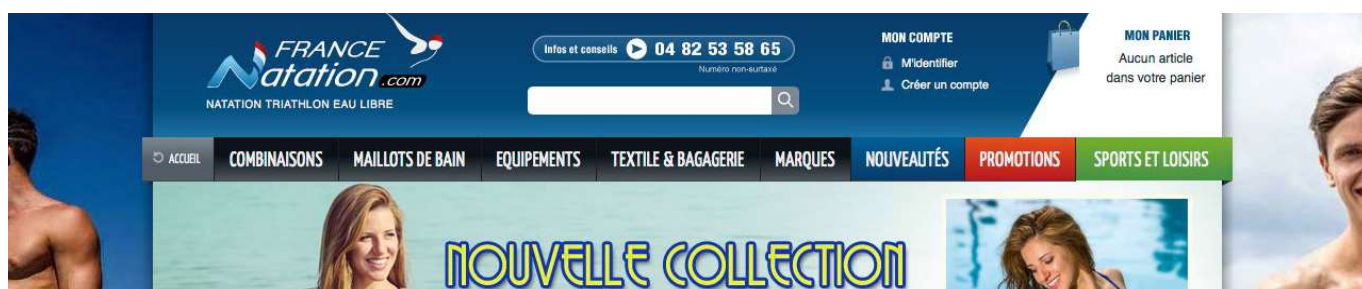 FRANCE
Natation.com
NATATION TRIATHLON EAU LIBRE
Infos et conseils 04 82 53 58 65
Numéro non-surtaxé
MON COMPTE
M'identifier
Créer un compte
MON PANIER
Aucun article
dans votre panier
ACCUEIL COMBINAISONS MAILLOTS DE BAIN EQUIPEMENTS TEXTILE & BAGAGERIE MARQUES NOUVEAUTÉS PROMOTIONS SPORTS ET LOISIRS
NOUVELLE COLLECTION